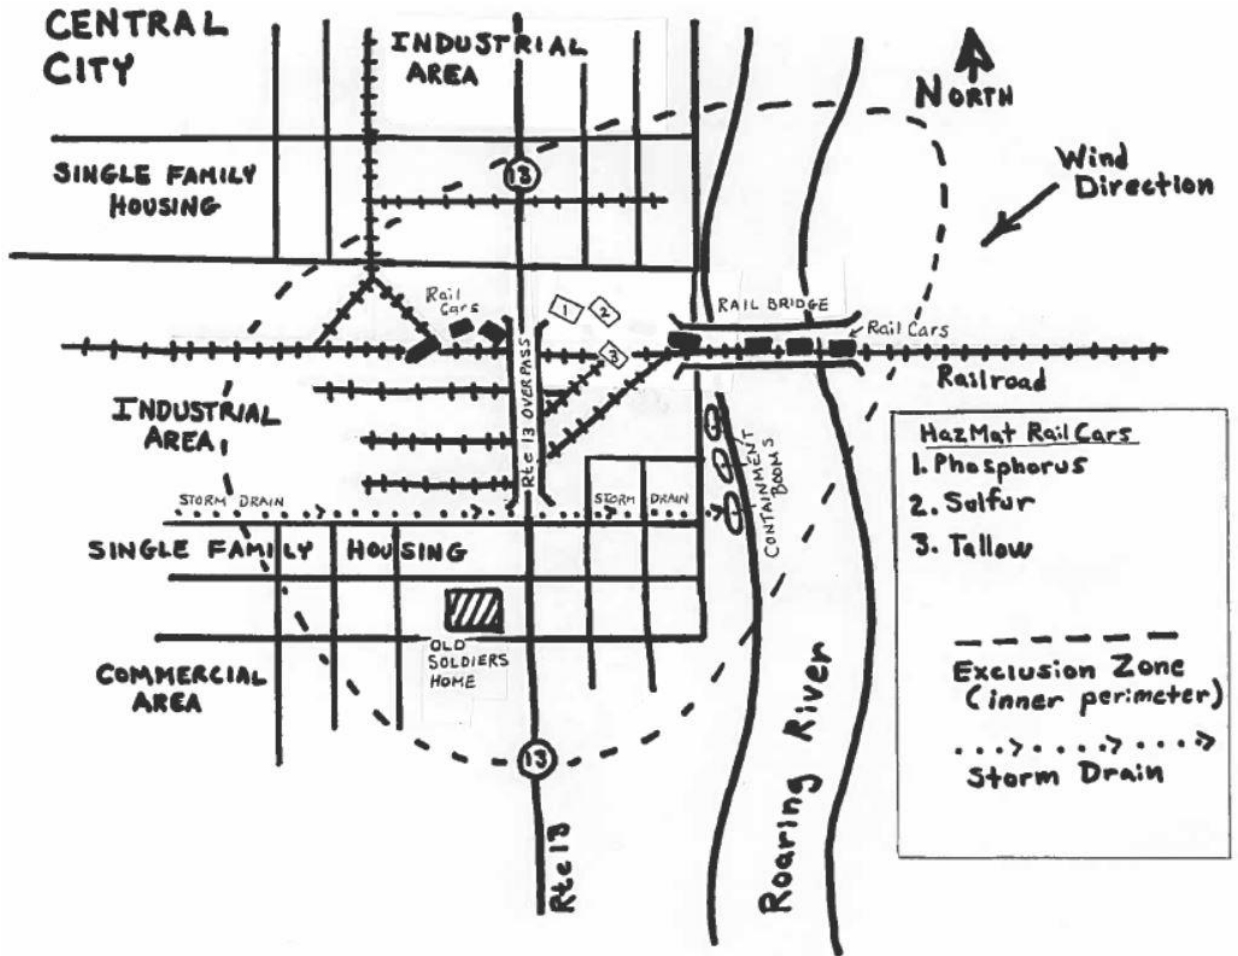 CENTRAL
CITY
INDUSTRIAL
AREA
NORTH
Wind
Direction
SINGLE FAMILY
HOUSING
13
Rail
Cars
1
2
3
RAIL BRIDGE
Rail Cars
Railroad
Rte 13 OVERPASS
INDUSTRIAL
AREA
STORM DRAIN
STORM DRAIN
CONTAINMENT
BOOMS
SINGLE FAMILY HOUSING
OLD
SOLDIERS
HOME
COMMERCIAL
AREA
13
Rte 13
Roaring River
HazMat Rail Cars
1. Phosphorus
2. Sulfur
3. Tallow
Exclusion Zone
(inner perimeter)
Storm Drain